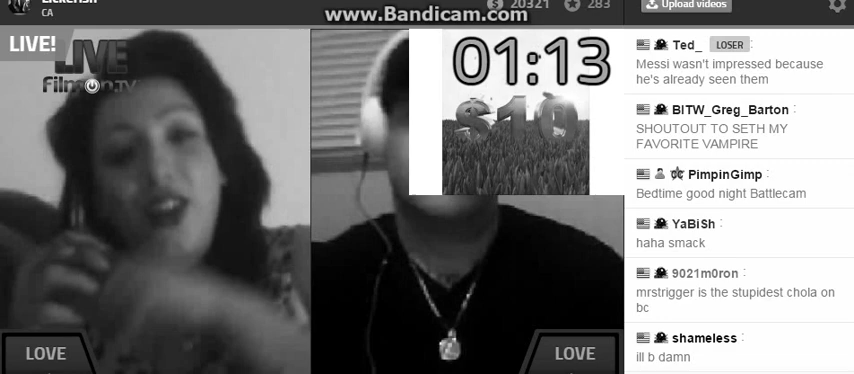 www.Bandicam.com
CA
20321
283
Upload videos
LIVE!
LIVE
FilmOn.TV
01:13
$10
LOVE
LOVE
Ted_ LOSER :
Messi wasn't impressed because
he's already seen them
BITW_Greg_Barton :
SHOUTOUT TO SETH MY
FAVORITE VAMPIRE
PimpinGimp :
Bedtime good night Battlecam
YaBiSh :
haha smack
9021m0ron :
mrstrigger is the stupidest chola on
bc
shameless :
ill b damn